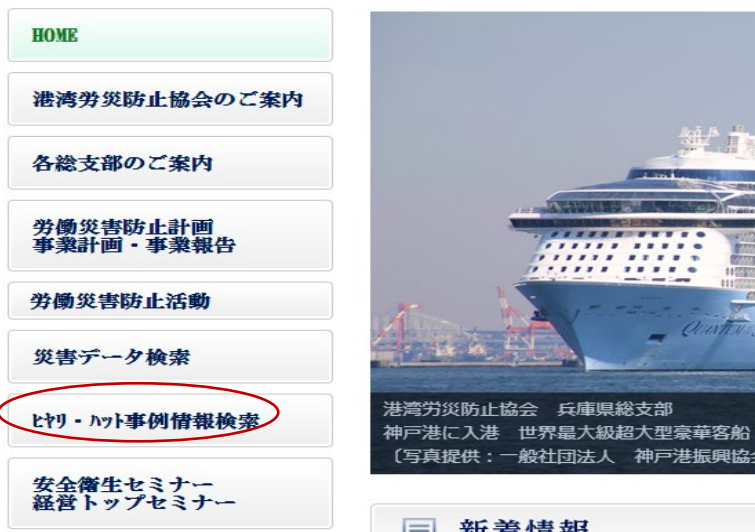 HOME
港湾労災防止協会のご案内
各総支部のご案内
労働災害防止計画
事業計画・事業報告
労働災害防止活動
災害データ検索
ﾋﾔﾘ・ﾊｯﾄ事例情報検索
安全衛生セミナー
経営トップセミナー
港湾労災防止協会　兵庫県総支部
神戸港に入港　世界最大級超大型豪華客船
〔写真提供：一般社団法人　神戸港振興協会
新着情報